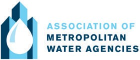 ASSOCIATION OF
METROPOLITAN
WATER AGENCIES